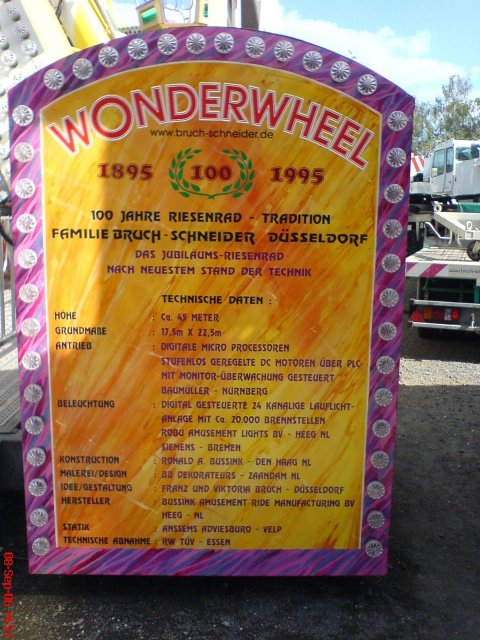 WONDERWHEEL
www.bruch-schneider.de
1895 100 1995
100 JAHRE RIESENRAD - TRADITION
FAMILIE BRUCH-SCHNEIDER DÜSSELDORF
DAS JUBILÄUMS-RIESENRAD
NACH NEUESTEM STAND DER TECHNIK
TECHNISCHE DATEN :
HÖHE : Ca. 45 METER
GRUNDMAßE : 17,5m X 22,5m
ANTRIEB : DIGITALE MICRO PROCESSOREN
STUFENLOS GEREGELTE DC MOTOREN ÜBER PLC
MIT MONITOR-ÜBERWACHUNG GESTEUERT
BAUMÜLLER - NÜRNBERG
BELEUCHTUNG : DIGITAL GESTEUERTE 24 KANALIGE LAUFLICHT-
ANLAGE MIT Ca. 20.000 BRENNSTELLEN
ROBU AMUSEMENT LIGHTS BV - HEEG NL
SIEMENS - BREMEN
KONSTRUCTION : RONALD A. BUSSINK - DEN HAAG NL
MALEREI/DESIGN : BB DEKORATEURS - ZAANDAM NL
IDEE/GESTALTUNG : FRANZ UND VIKTORIA BRUCH - DÜSSELDORF
HERSTELLER : BUSSINK AMUSEMENT RIDE MANUFACTURING BV
HEEG - NL
STATIK : ANSSEMS ADVIESBURO - VELP
TECHNISCHE ABNAHME : RW TÜV - ESSEN